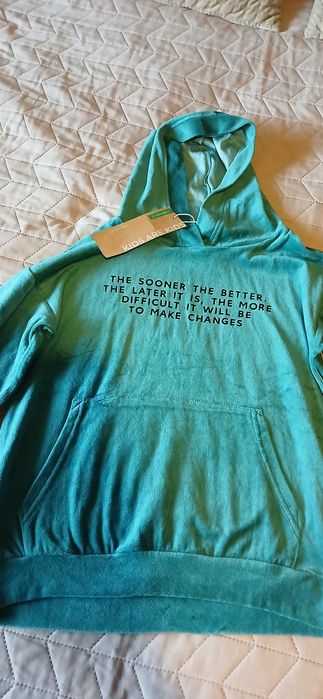 KIDS ARE KIDS
THE SOONER THE BETTER,
THE LATER IT IS, THE MORE
DIFFICULT IT WILL BE
TO MAKE CHANGES